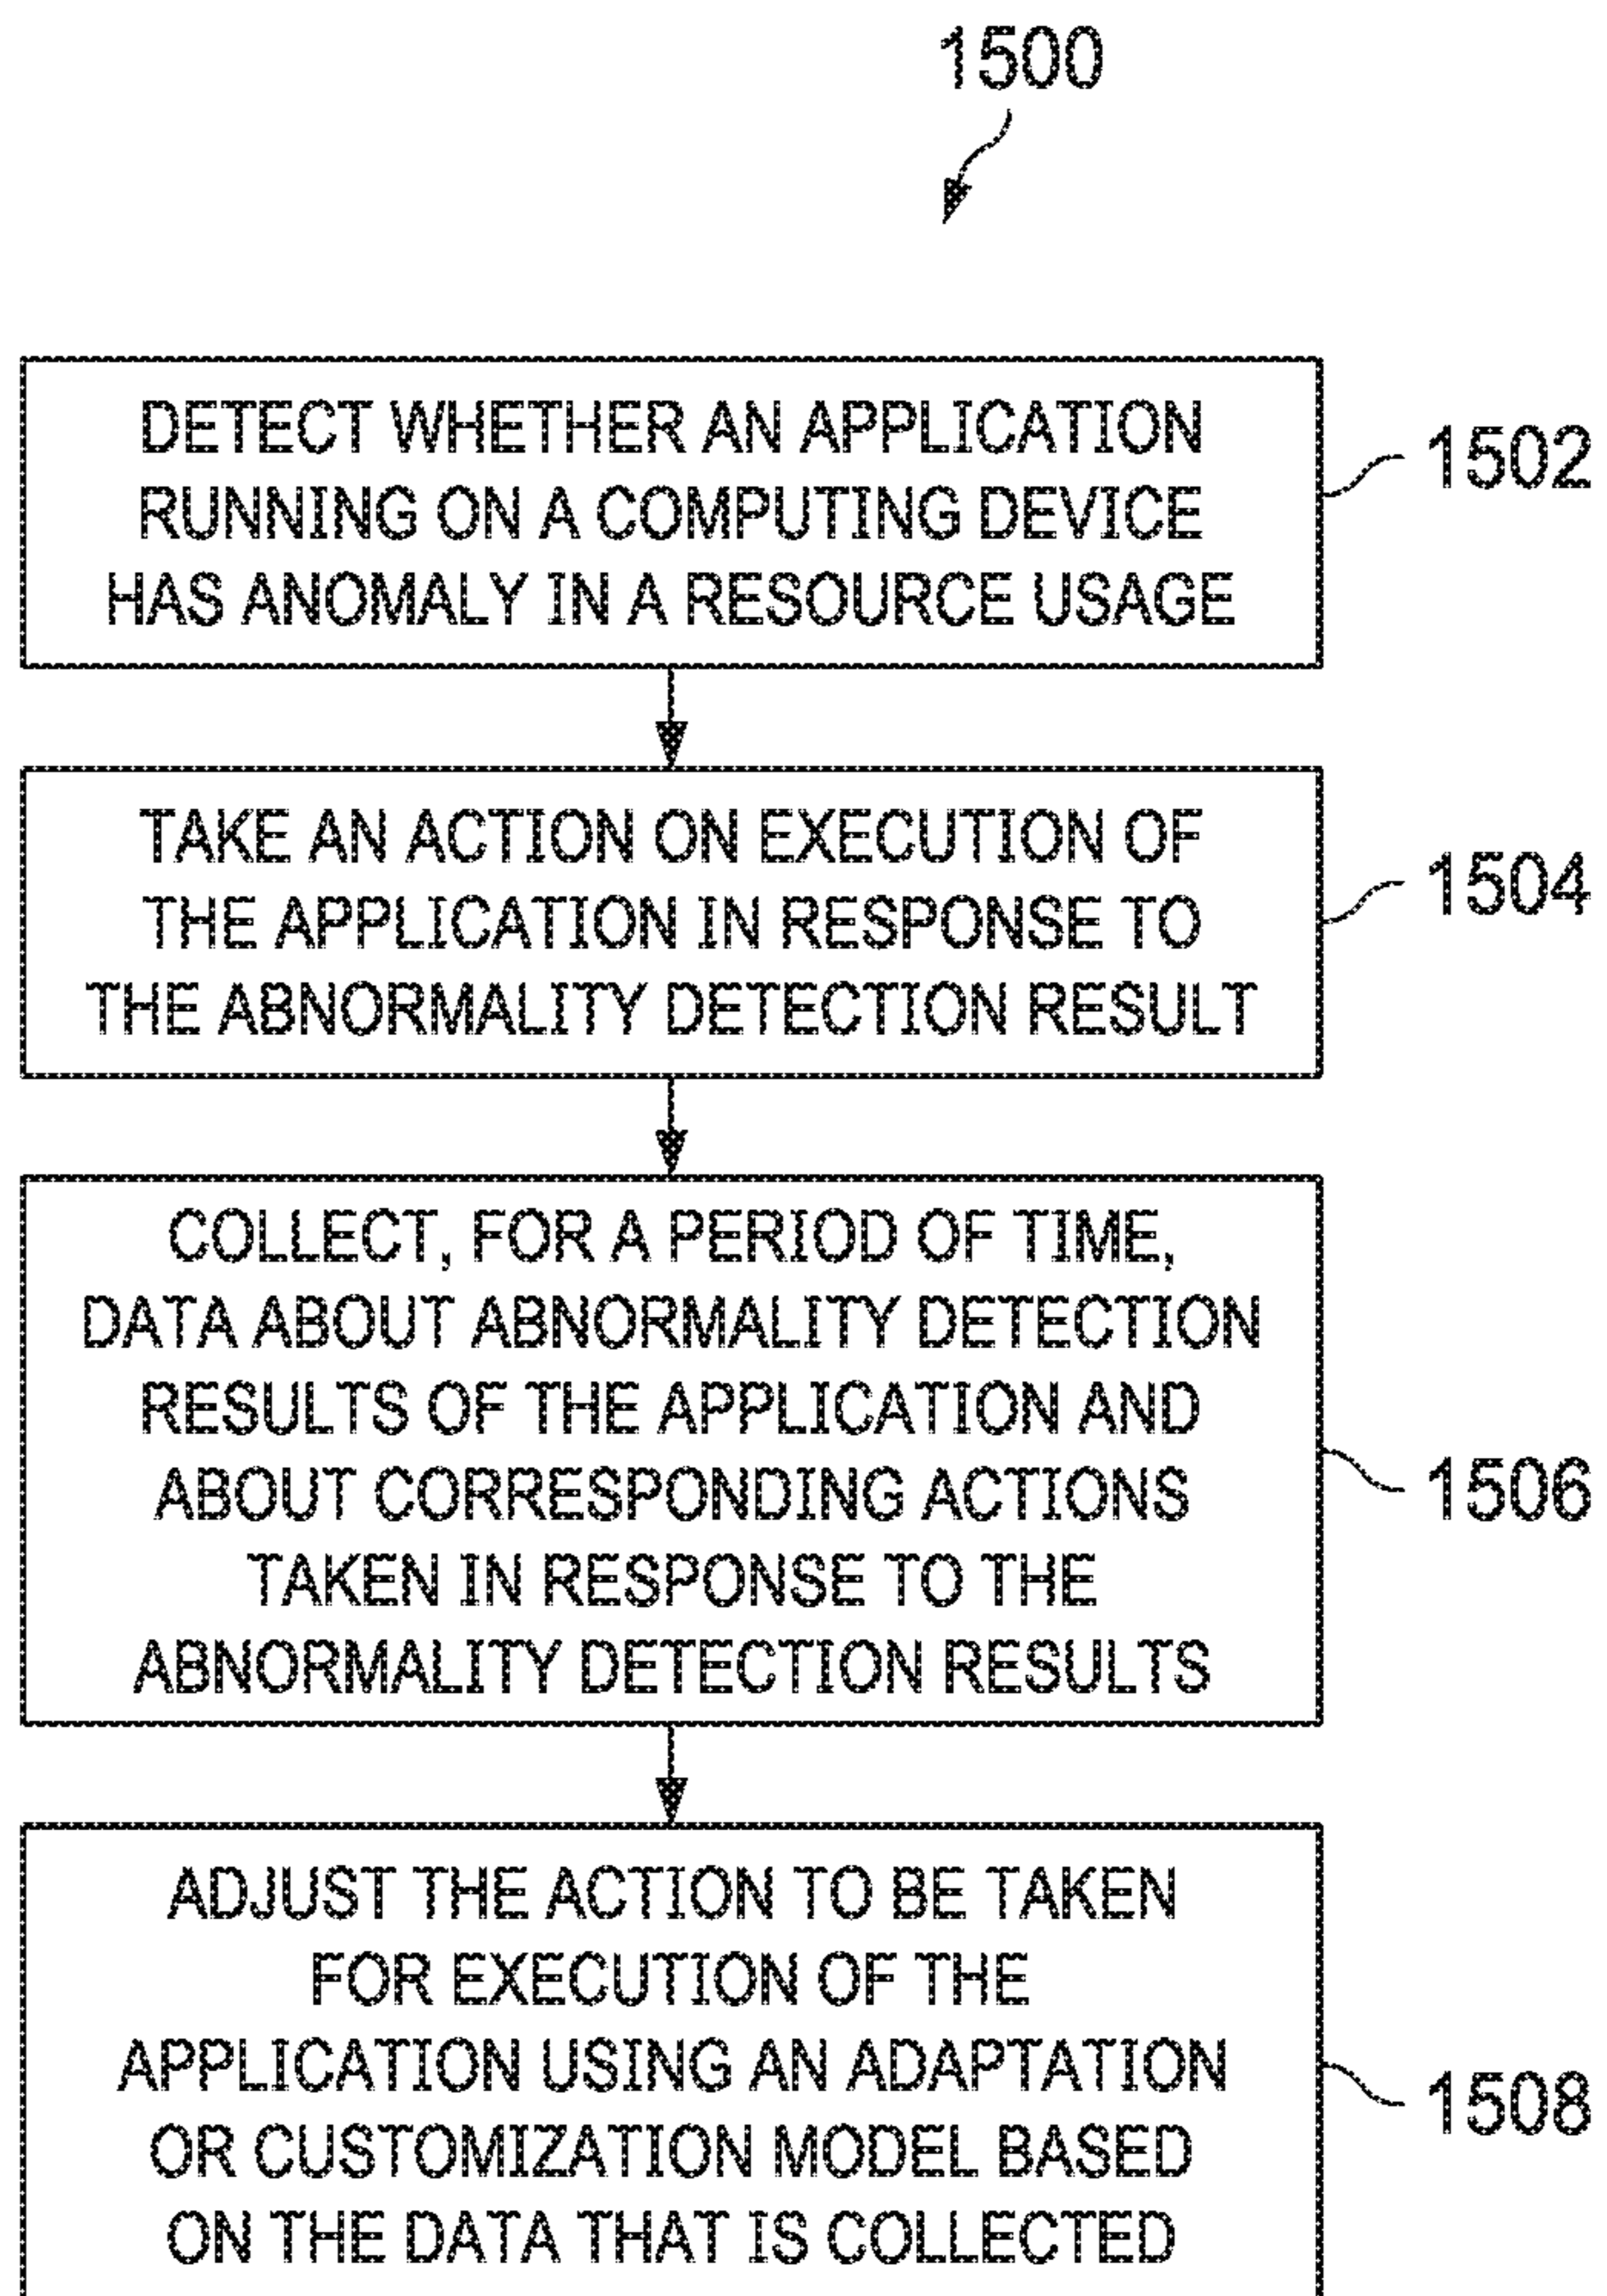 1500
DETECT WHETHER AN APPLICATION
RUNNING ON A COMPUTING DEVICE
HAS ANOMALY IN A RESOURCE USAGE
1502
TAKE AN ACTION ON EXECUTION OF
THE APPLICATION IN RESPONSE TO
THE ABNORMALITY DETECTION RESULT
1504
COLLECT, FOR A PERIOD OF TIME,
DATA ABOUT ABNORMALITY DETECTION
RESULTS OF THE APPLICATION AND
ABOUT CORRESPONDING ACTIONS
TAKEN IN RESPONSE TO THE
ABNORMALITY DETECTION RESULTS
1506
ADJUST THE ACTION TO BE TAKEN
FOR EXECUTION OF THE
APPLICATION USING AN ADAPTATION
OR CUSTOMIZATION MODEL BASED
ON THE DATA THAT IS COLLECTED
1508